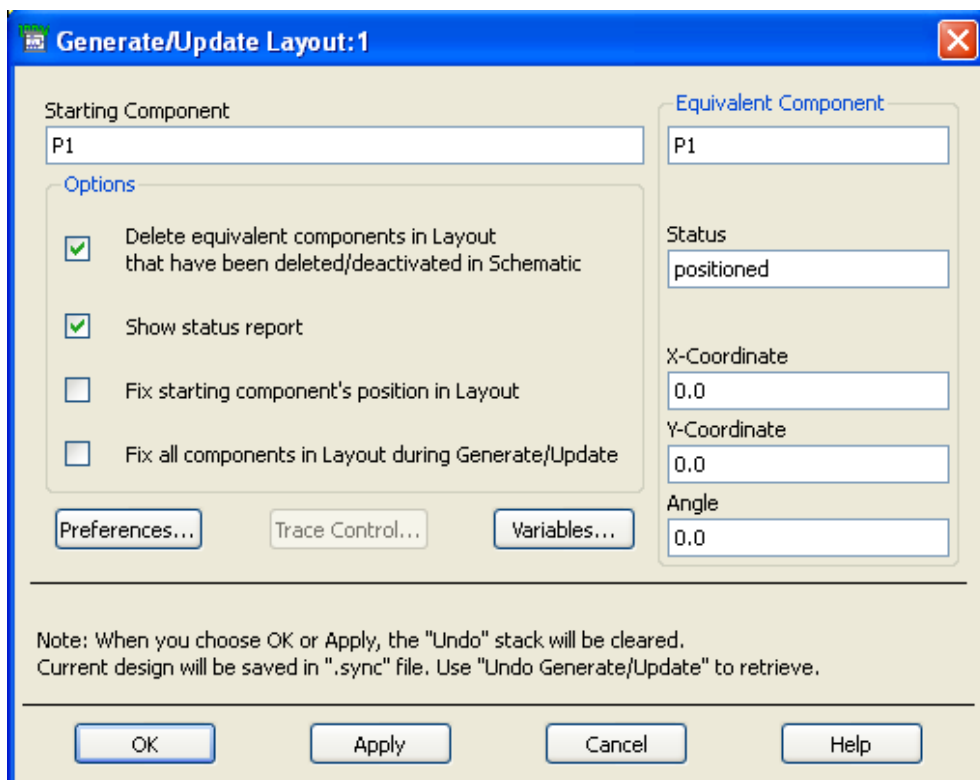 Generate/Update Layout:1
Starting Component
P1
Options
Delete equivalent components in Layout
that have been deleted/deactivated in Schematic
Show status report
Fix starting component's position in Layout
Fix all components in Layout during Generate/Update
Preferences...
Trace Control...
Variables...
Equivalent Component
P1
Status
positioned
X-Coordinate
0.0
Y-Coordinate
0.0
Angle
0.0
Note: When you choose OK or Apply, the "Undo" stack will be cleared.
Current design will be saved in ".sync" file. Use "Undo Generate/Update" to retrieve.
OK
Apply
Cancel
Help